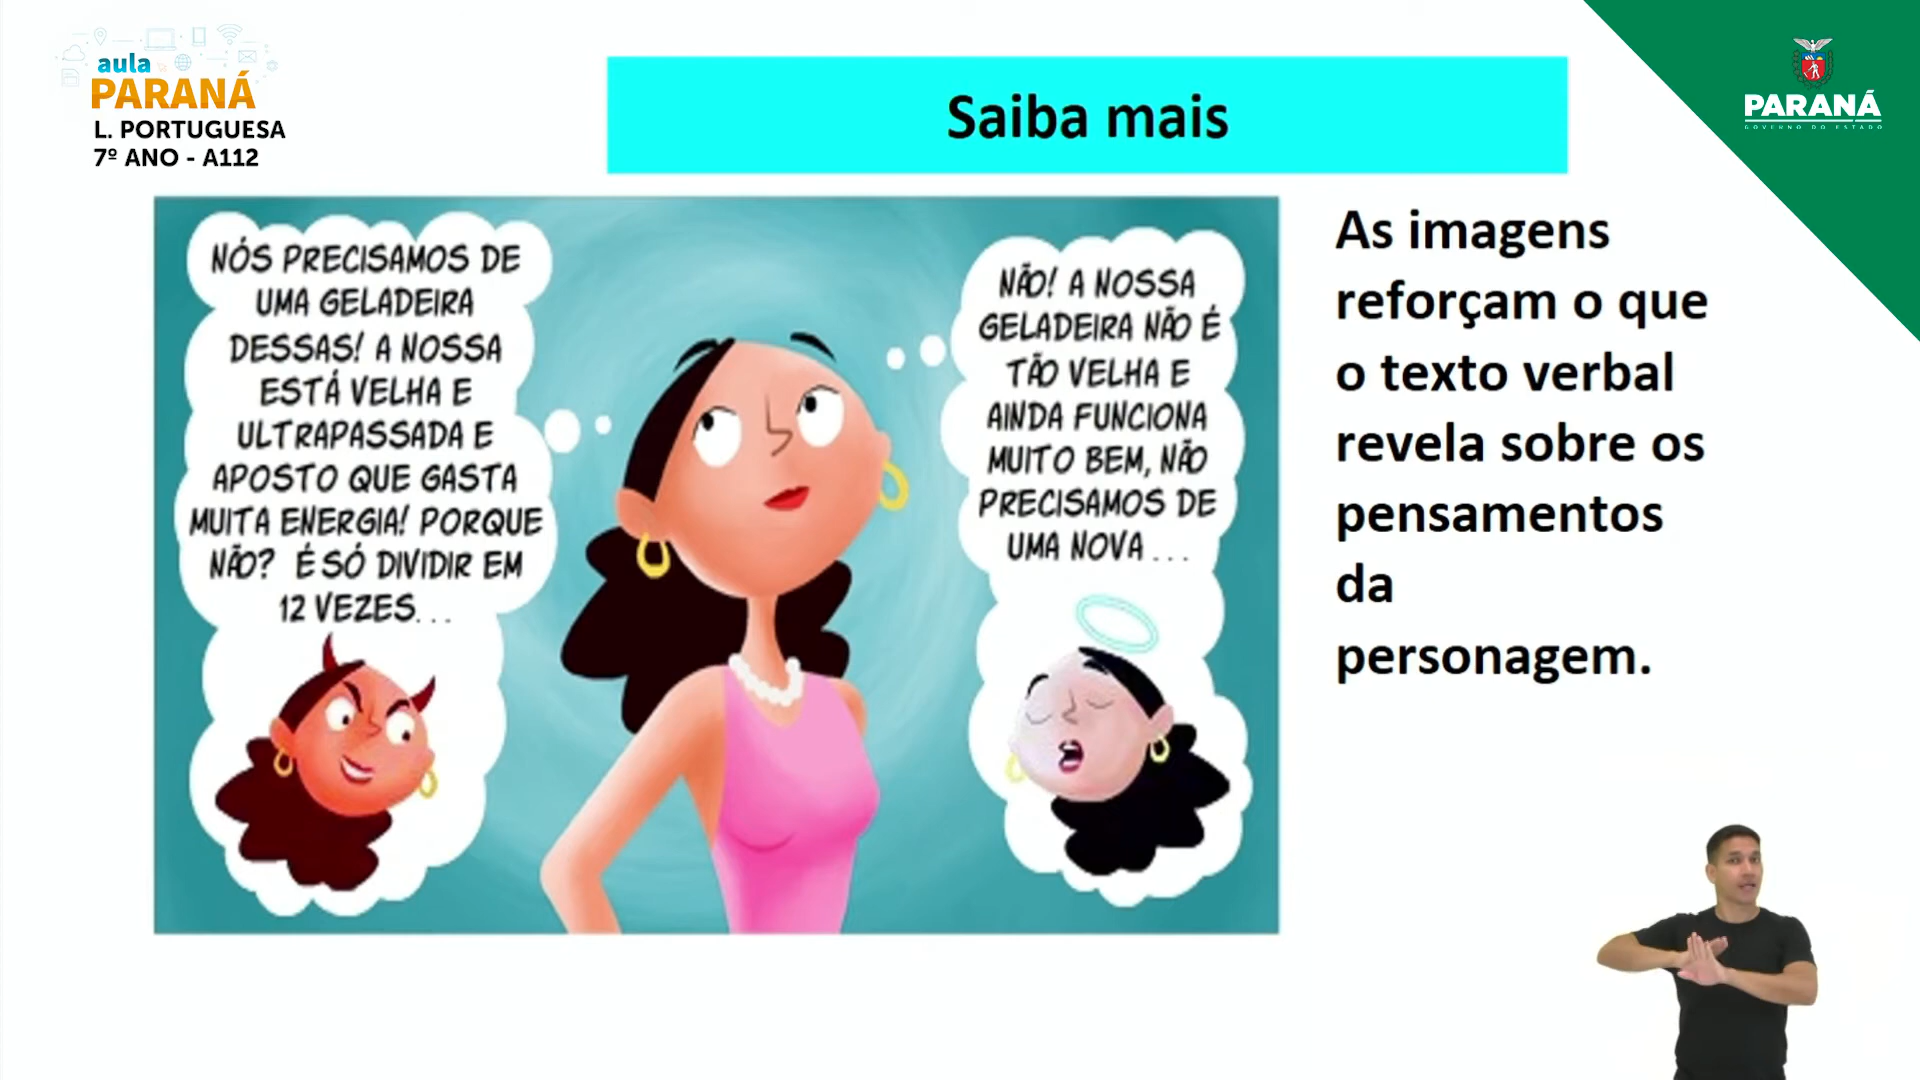 aula
PARANÁ
L. PORTUGUESA
7º ANO - A112
Saiba mais
PARANÁ
GOVERNO DO ESTADO
NÓS PRECISAMOS DE
UMA GELADEIRA
DESSAS! A NOSSA
ESTÁ VELHA E
ULTRAPASSADA E
APOSTO QUE GASTA
MUITA ENERGIA! PORQUE
NÃO? É SÓ DIVIDIR EM
12 VEZES...
NÃO! A NOSSA
GELADEIRA NÃO É
TÃO VELHA E
AINDA FUNCIONA
MUITO BEM, NÃO
PRECISAMOS DE
UMA NOVA...
As imagens
reforçam o que
o texto verbal
revela sobre os
pensamentos
da
personagem.